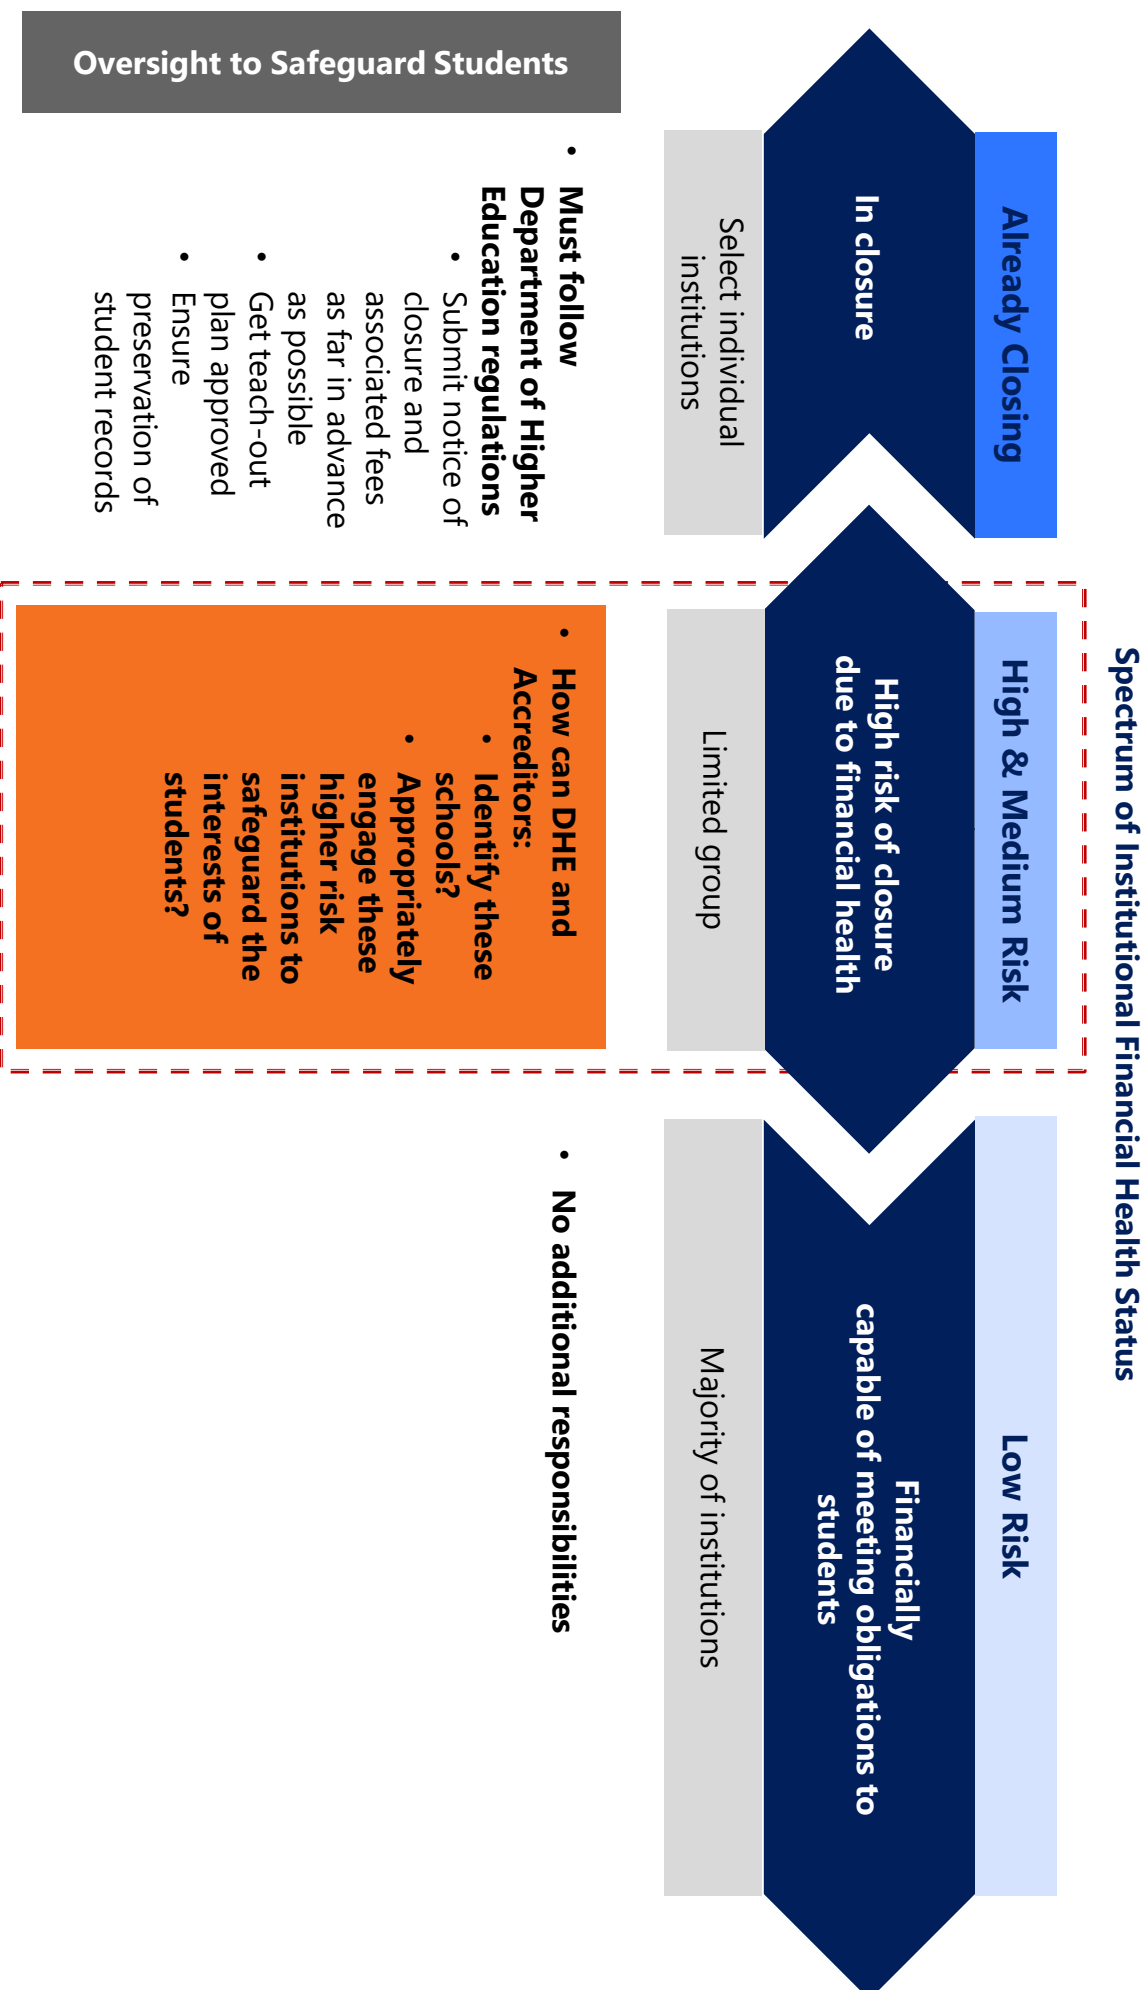 Spectrum of Institutional Financial Health Status
Already Closing
High & Medium Risk
Low Risk
In closure
High risk of closure
due to financial health
Financially
capable of meeting obligations to
students
Select individual
institutions
Limited group
Majority of institutions
Oversight to Safeguard Students
• Must follow
Department of Higher
Education regulations
• Submit notice of
closure and
associated fees
as far in advance
as possible
• Get teach-out
plan approved
• Ensure
preservation of
student records
• How can DHE and
Accreditors:
• Identify these
schools?
• Appropriately
engage these
higher risk
institutions to
safeguard the
interests of
students?
• No additional responsibilities